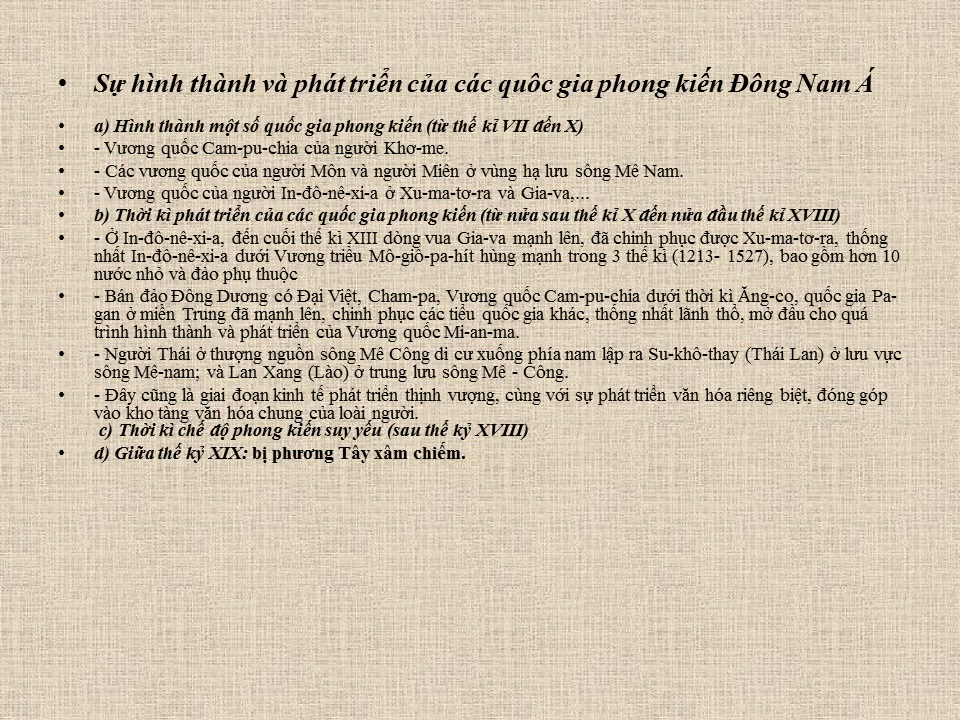 • Sự hình thành và phát triển của các quôc gia phong kiến Đông Nam Á
• a) Hình thành một số quốc gia phong kiến (từ thế kỉ VII đến X)
• - Vương quốc Cam-pu-chia của người Khơ-me.
• - Các vương quốc của người Môn và người Miên ở vùng hạ lưu sông Mê Nam.
• - Vương quốc của người In-đô-nê-xi-a ở Xu-ma-tơ-ra và Gia-va,...
• b) Thời kì phát triển của các quốc gia phong kiến (từ nửa sau thế kỉ X đến nửa đầu thế kỉ XVIII)
• - Ở In-đô-nê-xi-a, đến cuối thế kỉ XIII dòng vua Gia-va mạnh lên, đã chinh phục được Xu-ma-tơ-ra, thống
nhất In-đô-nê-xi-a dưới Vương triều Mô-giô-pa-hít hùng mạnh trong 3 thế kỉ (1213- 1527), bao gồm hơn 10
nước nhỏ và đảo phụ thuộc
• - Bán đảo Đông Dương có Đại Việt, Cham-pa, Vương quốc Cam-pu-chia dưới thời kì Ăng-co, quốc gia Pa-
gan ở miền Trung đã mạnh lên, chinh phục các tiểu quốc gia khác, thống nhất lãnh thổ, mở đầu cho quá
trình hình thành và phát triển của Vương quốc Mi-an-ma.
• - Người Thái ở thượng nguồn sông Mê Công di cư xuống phía nam lập ra Su-khô-thay (Thái Lan) ở lưu vực
sông Mê-nam; và Lan Xang (Lào) ở trung lưu sông Mê - Công.
• - Đây cũng là giai đoạn kinh tế phát triển thịnh vượng, cùng với sự phát triển văn hóa riêng biệt, đóng góp
vào kho tàng văn hóa chung của loài người.
c) Thời kì chế độ phong kiến suy yếu (sau thế kỷ XVIII)
• d) Giữa thế kỷ XIX: bị phương Tây xâm chiếm.